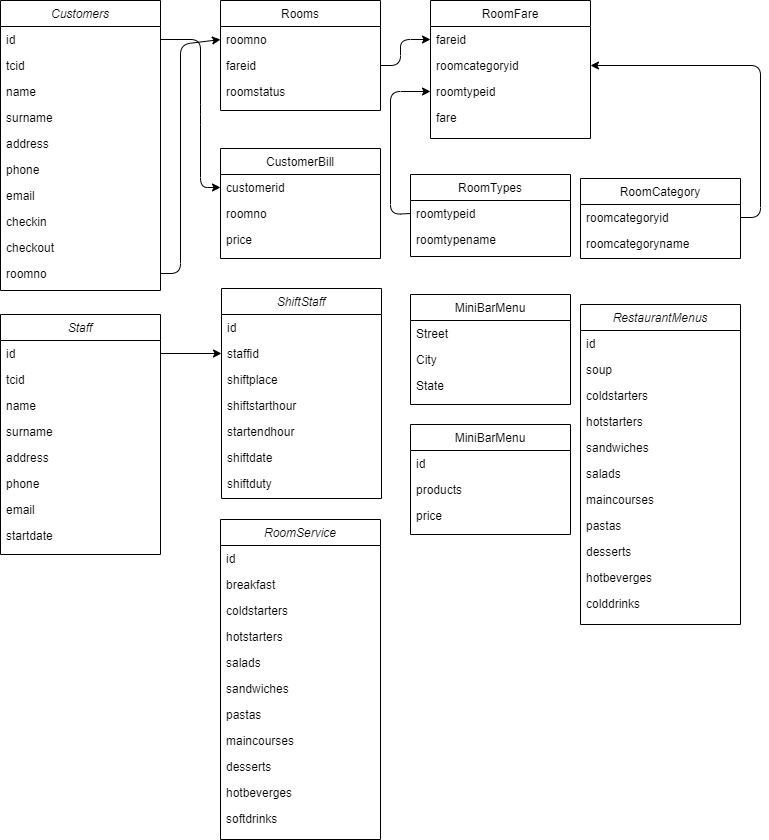 Customers
id
tcid
name
surname
address
phone
email
checkin
checkout
roomno
Rooms
roomno
fareid
roomstatus
RoomFare
fareid
roomcategoryid
roomtypeid
fare
CustomerBill
customerid
roomno
price
RoomTypes
roomtypeid
roomtypename
RoomCategory
roomcategoryid
roomcategoryname
Staff
id
tcid
name
surname
address
phone
email
startdate
ShiftStaff
id
staffid
shiftplace
shiftstarthour
startendhour
shiftdate
shiftduty
MiniBarMenu
Street
City
State
MiniBarMenu
id
products
price
RestaurantMenus
id
soup
coldstarters
hotstarters
sandwiches
salads
maincourses
pastas
desserts
hotbeverges
colddrinks
RoomService
id
breakfast
coldstarters
hotstarters
salads
sandwiches
pastas
maincourses
desserts
hotbeverges
softdrinks